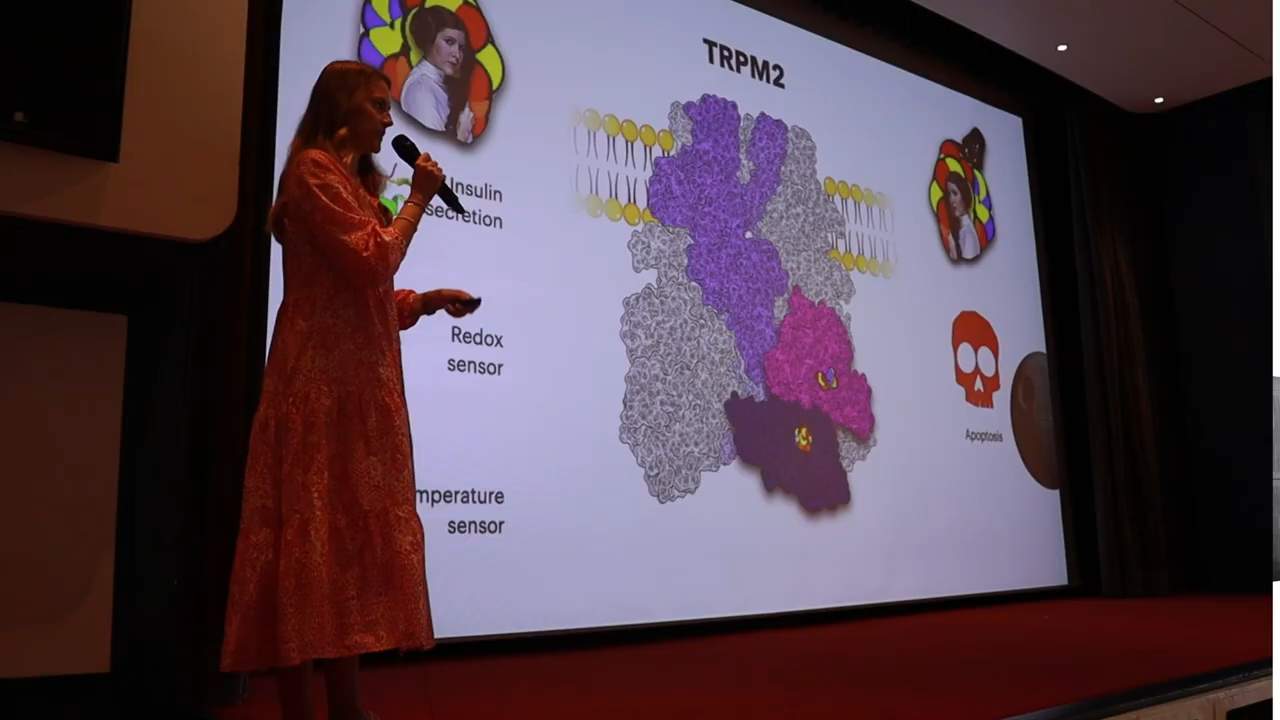 TRPM2
Insulin
secretion
Redox
sensor
mperature
sensor
Apoptosis